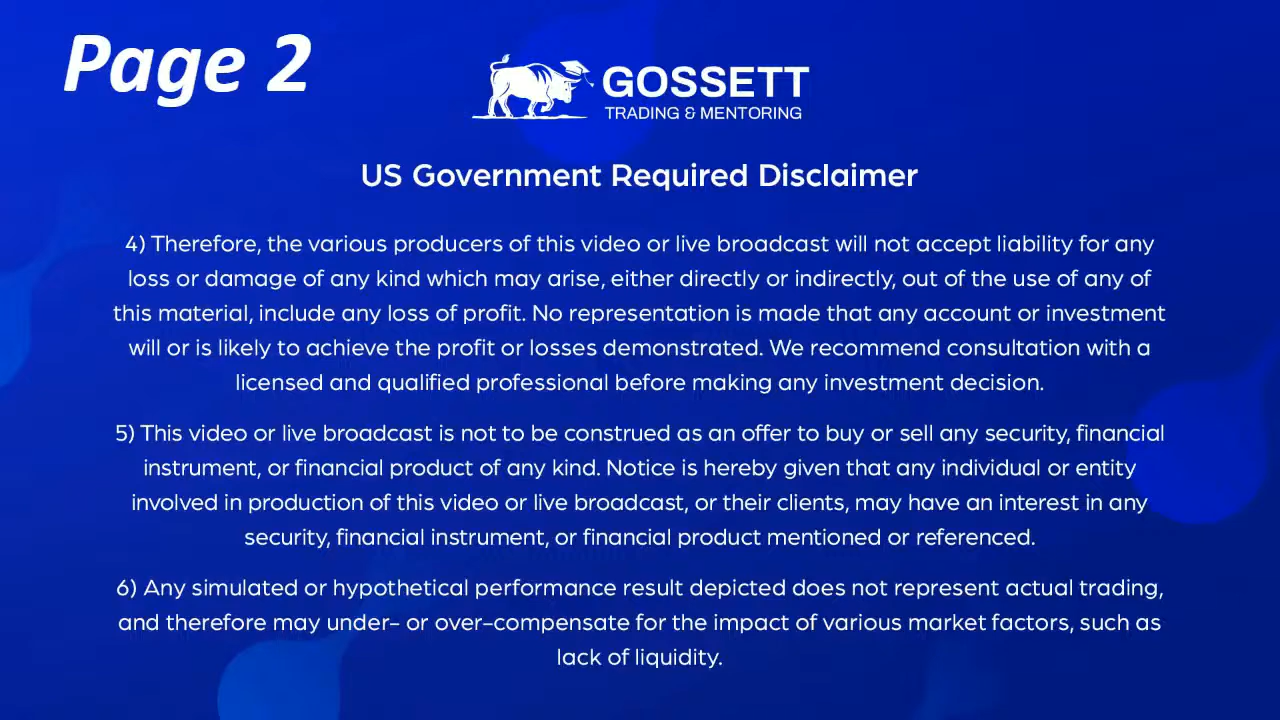 Page 2
GOSSETT
TRADING & MENTORING
US Government Required Disclaimer
4) Therefore, the various producers of this video or live broadcast will not accept liability for any
loss or damage of any kind which may arise, either directly or indirectly, out of the use of any of
this material, include any loss of profit. No representation is made that any account or investment
will or is likely to achieve the profit or losses demonstrated. We recommend consultation with a
licensed and qualified professional before making any investment decision.
5) This video or live broadcast is not to be construed as an offer to buy or sell any security, financial
instrument, or financial product of any kind. Notice is hereby given that any individual or entity
involved in production of this video or live broadcast, or their clients, may have an interest in any
security, financial instrument, or financial product mentioned or referenced.
6) Any simulated or hypothetical performance result depicted does not represent actual trading,
and therefore may under- or over-compensate for the impact of various market factors, such as
lack of liquidity.